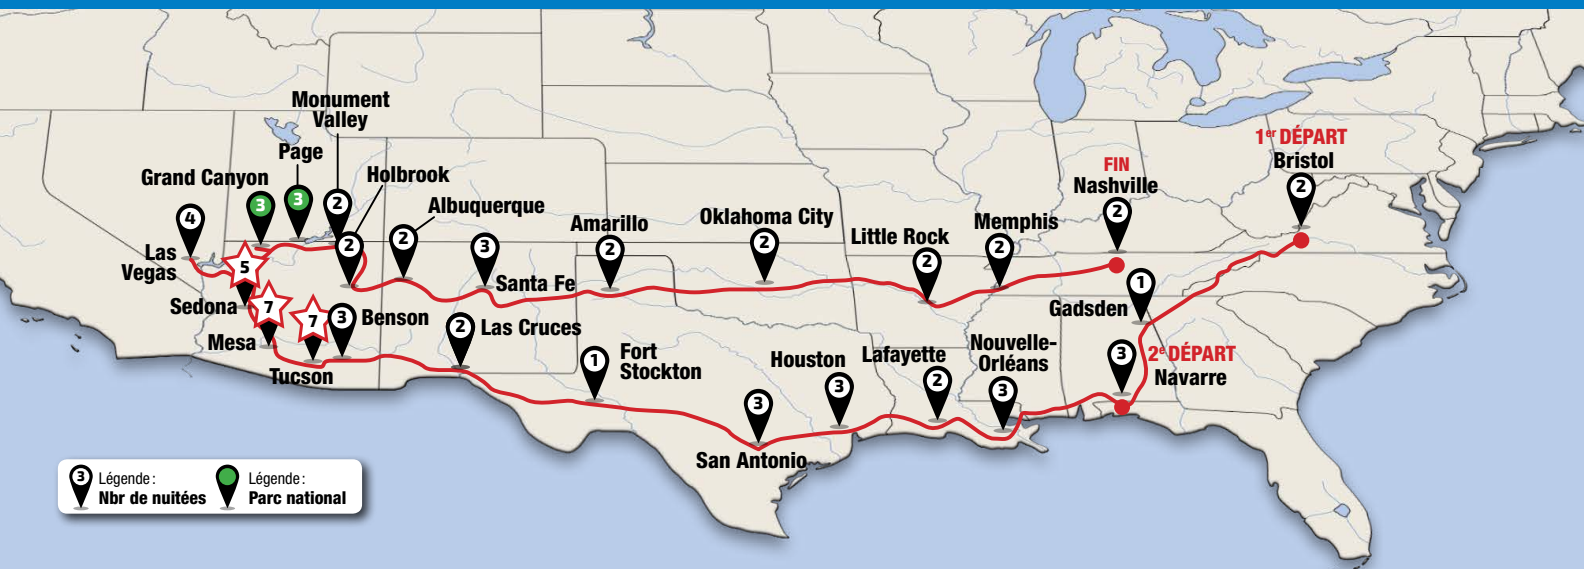 Monument
Valley
2
Page
3
Grand Canyon
3
Holbrook
2
Albuquerque
2
4
Las
Vegas
5
Sedona
7
Mesa
7
Tucson
3
Benson
3
Santa Fe
Amarillo
2
Oklahoma City
2
Little Rock
2
Memphis
2
FIN
Nashville
2
1er DÉPART
Bristol
2
1
Gadsden
2e DÉPART
Navarre
3
Nouvelle-
Orléans
3
Lafayette
2
Houston
3
3
San Antonio
1
Fort
Stockton
2
Las Cruces
3
Légende :
Nbr de nuitées
Légende :
Parc national